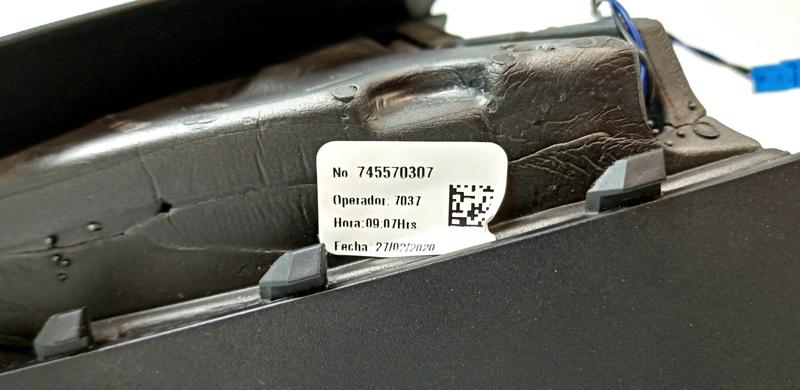 No. 745570307
Operador: 7037
Hora:09:07Hrs.
Fecha: 27/02/2020